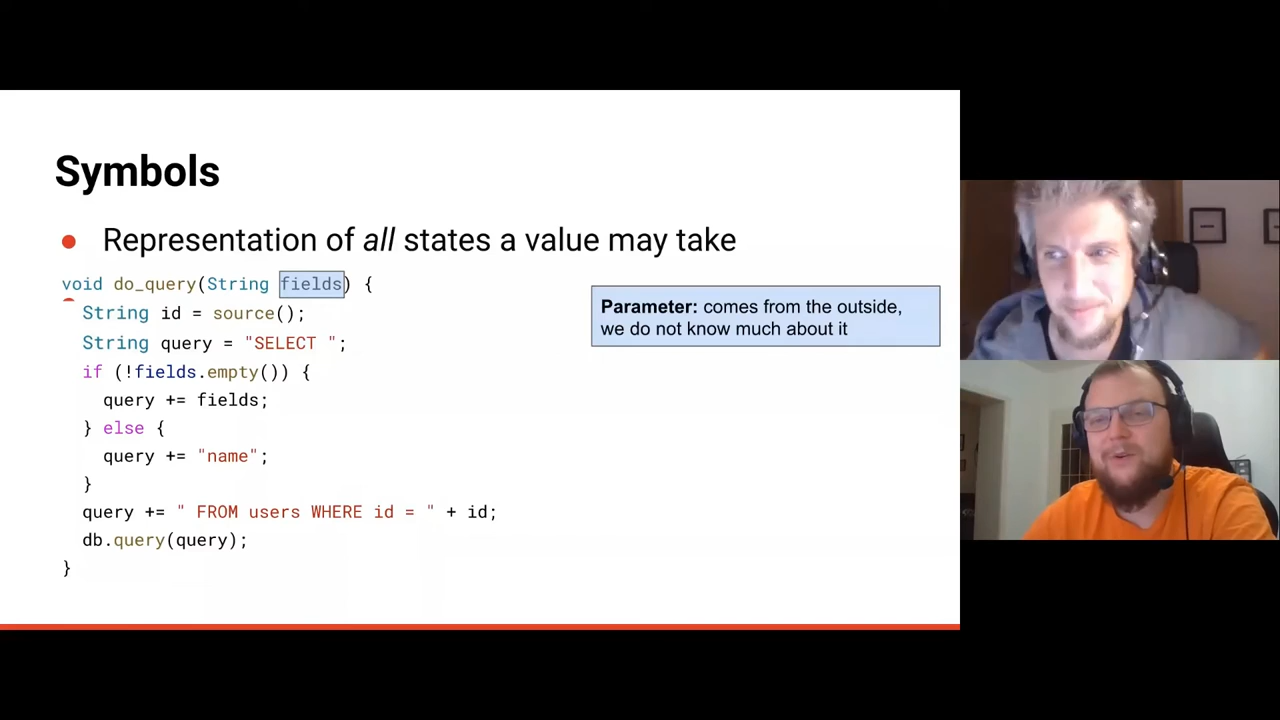 Symbols
● Representation of all states a value may take
void do_query(String fields) {
String id = source();
String query = "SELECT ";
if (!fields.empty()) {
query += fields;
} else {
query += "name";
}
query += " FROM users WHERE id = " + id;
db.query(query);
}
Parameter: comes from the outside,
we do not know much about it